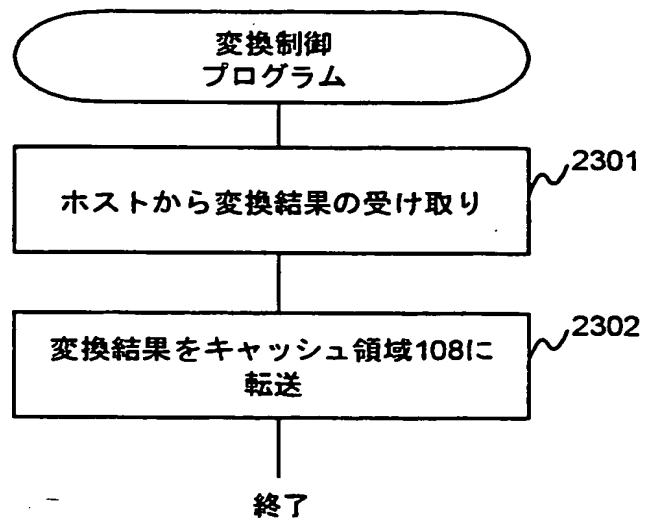 変換制御
プログラム
ホストから変換結果の受け取り
2301
変換結果をキャッシュ領域108に
転送
2302
終了